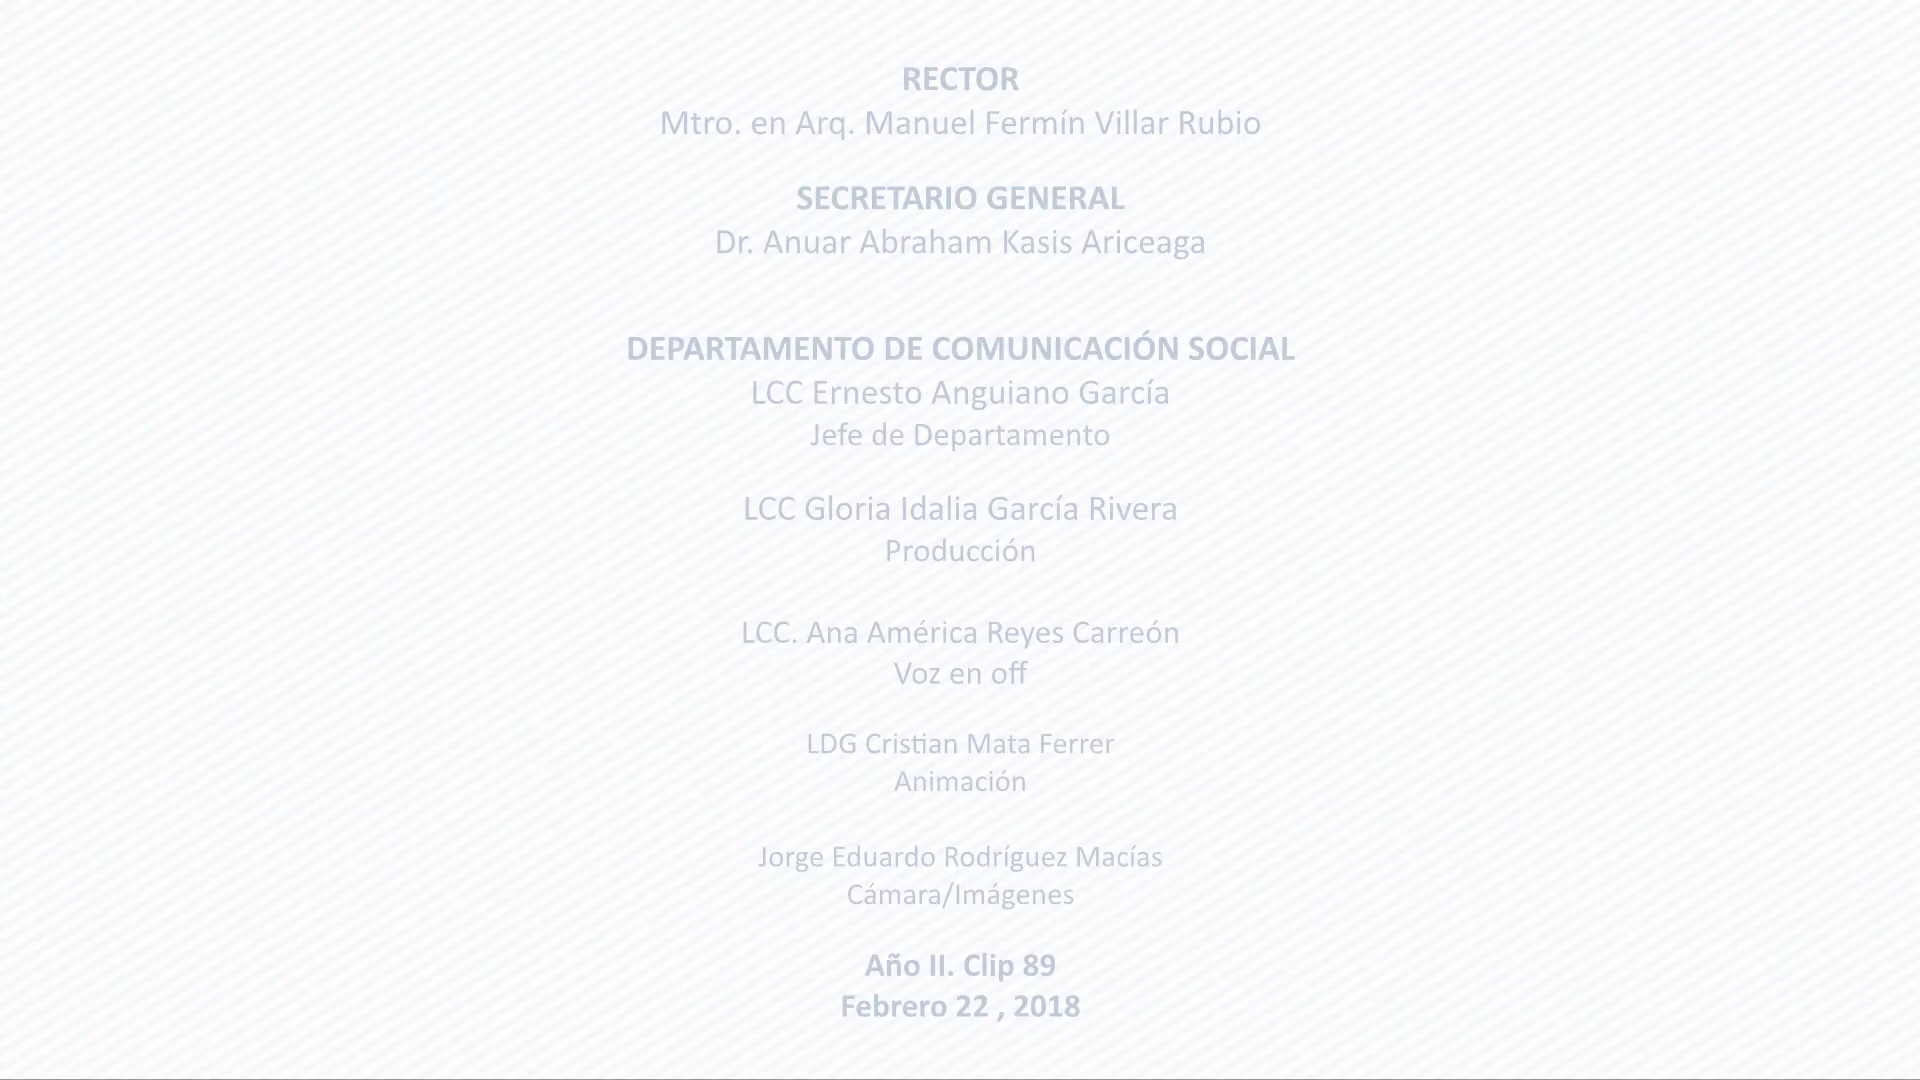 RECTOR
Mtro. en Arq. Manuel Fermín Villar Rubio
SECRETARIO GENERAL
Dr. Anuar Abraham Kasis Ariceaga
DEPARTAMENTO DE COMUNICACIÓN SOCIAL
LCC Ernesto Anguiano García
Jefe de Departamento
LCC Gloria Idalia García Rivera
Producción
LCC. Ana América Reyes Carreón
Voz en off
LDG Cristian Mata Ferrer
Animación
Jorge Eduardo Rodríguez Macías
Cámara/Imágenes
Año II. Clip 89
Febrero 22 , 2018